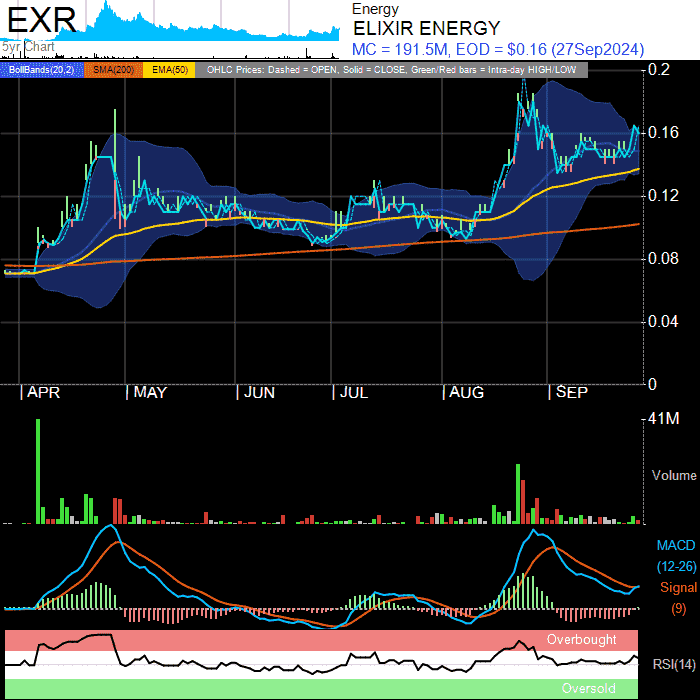 EXR
5yr Chart
Energy
ELIXIR ENERGY
MC = 191.5M, EOD = $0.16 (27Sep2024)
BollBands(20,2) SMA(200) EMA(50) OHLC Prices: Dashed = OPEN, Solid = CLOSE, Green/Red bars = Intra-day HIGH/LOW
0.2
0.16
0.12
0.08
0.04
0
| APR | MAY | JUN | JUL | AUG | SEP
41M
Volume
MACD
(12-26)
Signal
(9)
Overbought
RSI(14)
Oversold